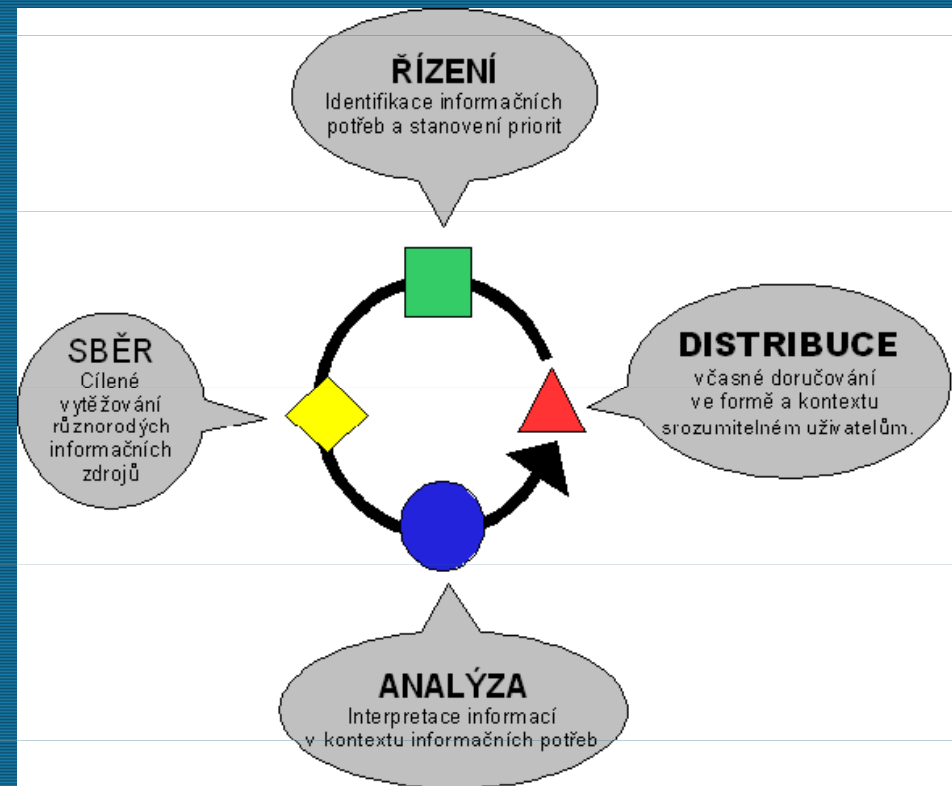 ŘÍZENÍ
Identifikace informačních
potřeb a stanovení priorit
SBĚR
Cílené
vytěžování
různorodých
informačních
zdrojů
DISTRIBUCE
včasné doručování
ve formě a kontextu
srozumitelném uživatelům.
ANALÝZA
Interpretace informací
v kontextu informačních potřeb